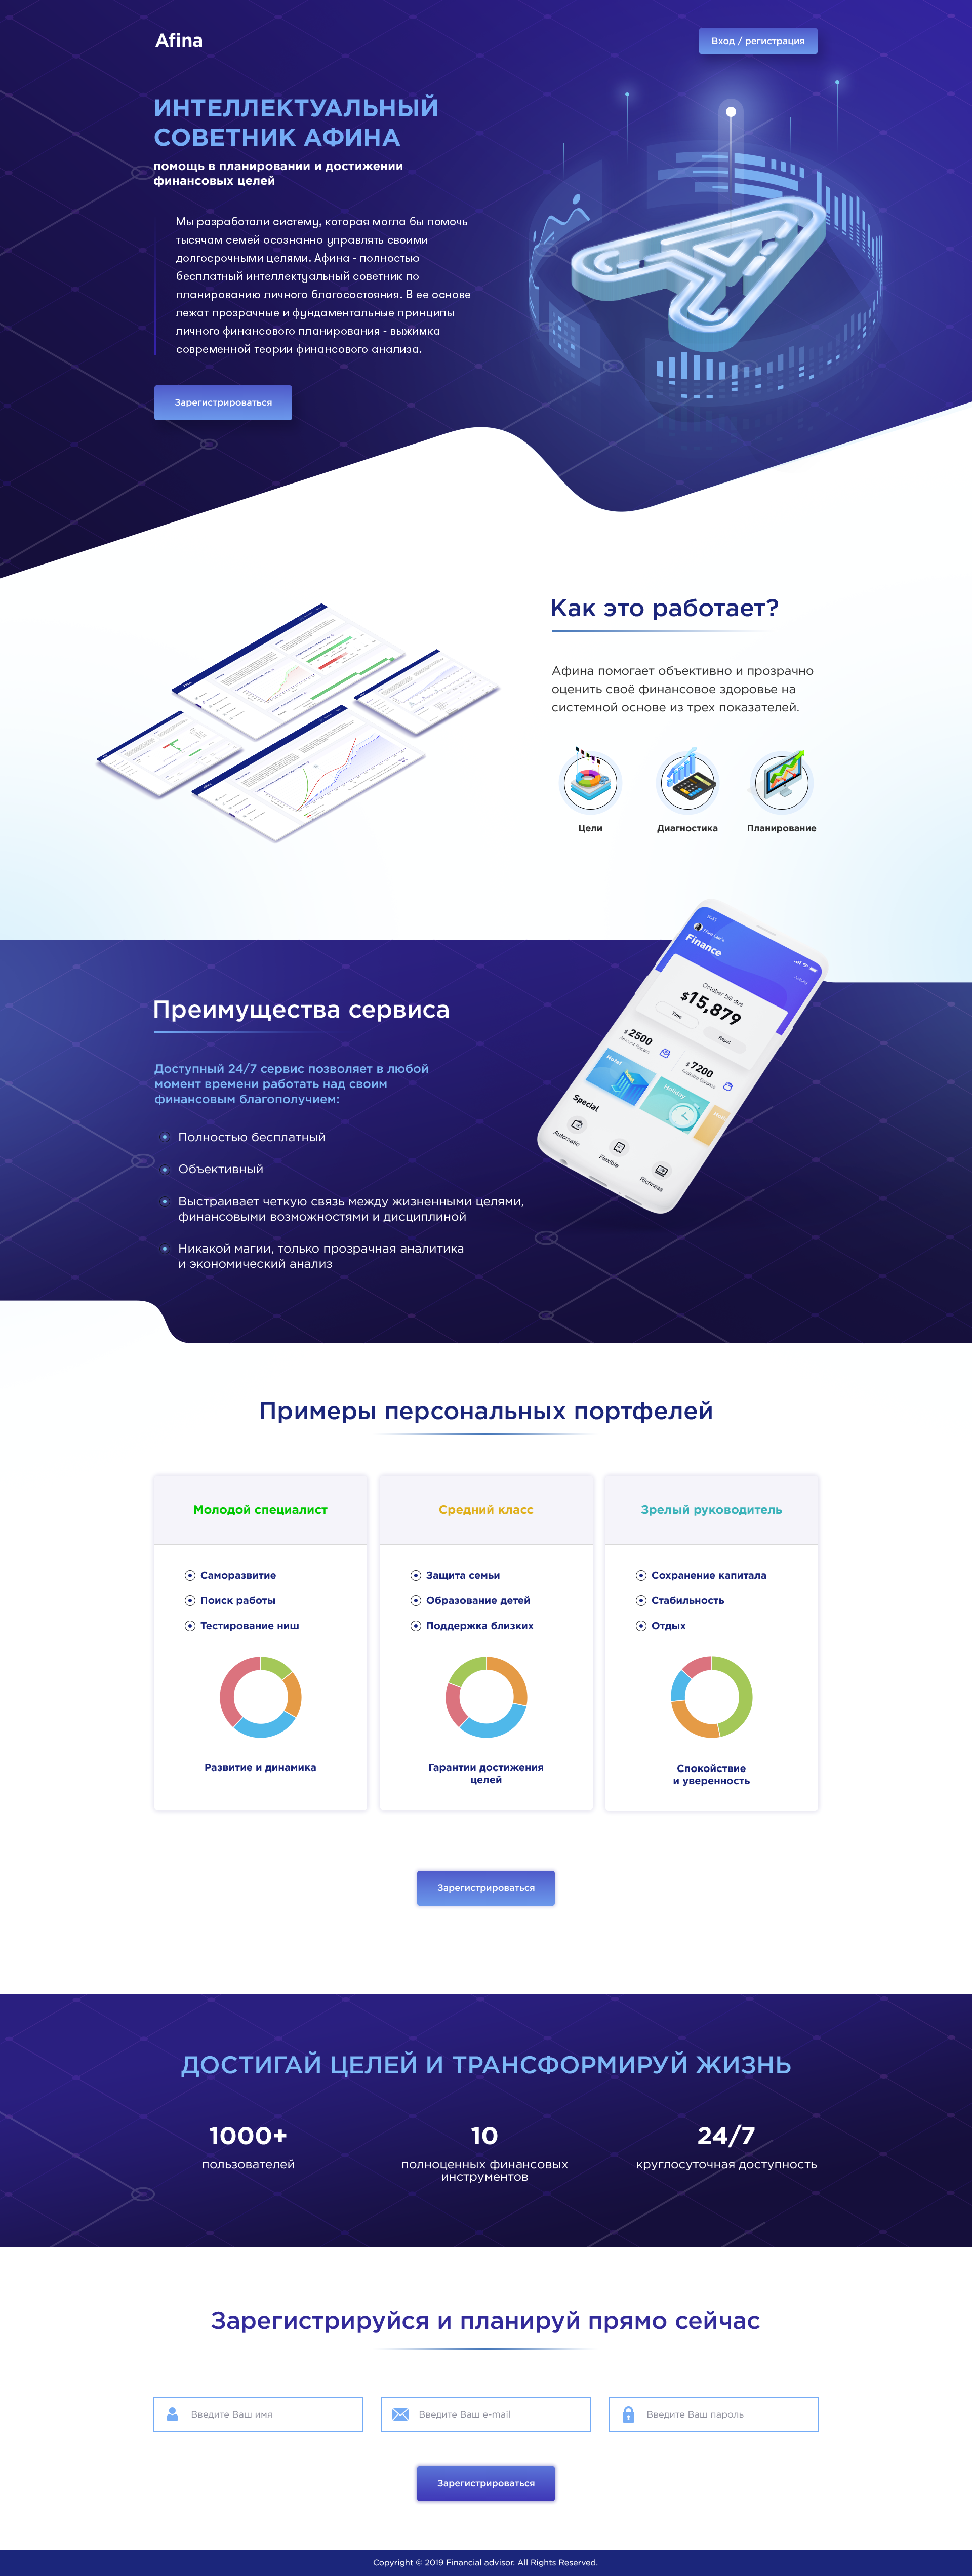 Afina
Вход / регистрация
ИНТЕЛЛЕКТУАЛЬНЫЙ
СОВЕТНИК АФИНА
помощь в планировании и достижении
финансовых целей
Мы разработали систему, которая могла бы помочь
тысячам семей осознанно управлять своими
долгосрочными целями. Афина - полностью
бесплатный интеллектуальный советник по
планированию личного благосостояния. В ее основе
лежат прозрачные и фундаментальные принципы
личного финансового планирования - выжимка
современной теории финансового анализа.
Зарегистрироваться
Как это работает?
Афина помогает объективно и прозрачно
оценить своё финансовое здоровье на
системной основе из трех показателей.
Цели
Диагностика
Планирование
9:41
Finance
October bill due
$15,879
Time
Repal
$2500
$7200
Hotel
Holiday
Special
Automatic
Flexible
Richness
Преимущества сервиса
Доступный 24/7 сервис позволяет в любой
момент времени работать над своим
финансовым благополучием:
Полностью бесплатный
Объективный
Выстраивает четкую связь между жизненными целями,
финансовыми возможностями и дисциплиной
Никакой магии, только прозрачная аналитика
и экономический анализ
Примеры персональных портфелей
Молодой специалист
Саморазвитие
Поиск работы
Тестирование ниш
Развитие и динамика
Средний класс
Защита семьи
Образование детей
Поддержка близких
Гарантии достижения
целей
Зрелый руководитель
Сохранение капитала
Стабильность
Отдых
Спокойствие
и уверенность
Зарегистрироваться
ДОСТИГАЙ ЦЕЛЕЙ И ТРАНСФОРМИРУЙ ЖИЗНЬ
1000+
пользователей
10
полноценных финансовых
инструментов
24/7
круглосуточная доступность
Зарегистрируйся и планируй прямо сейчас
Введите Ваш имя
Введите Ваш e-mail
Введите Ваш пароль
Зарегистрироваться
Copyright © 2019 Financial advisor. All Rights Reserved.